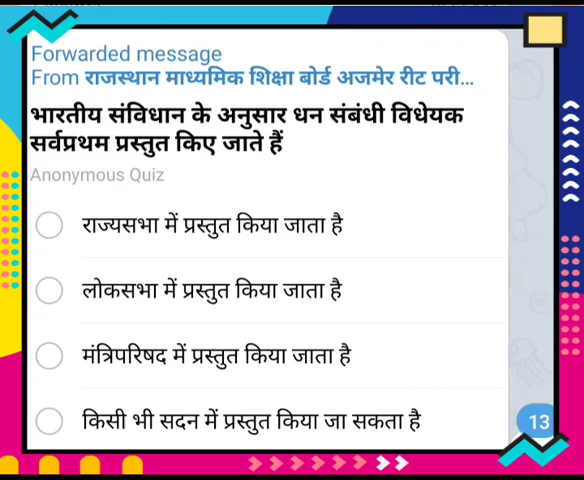 Forwarded message
From राजस्थान माध्यमिक शिक्षा बोर्ड अजमेर रीट परी...
भारतीय संविधान के अनुसार धन संबंधी विधेयक
सर्वप्रथम प्रस्तुत किए जाते हैं
Anonymous Quiz
राज्यसभा में प्रस्तुत किया जाता है
लोकसभा में प्रस्तुत किया जाता है
मंत्रिपरिषद में प्रस्तुत किया जाता है
किसी भी सदन में प्रस्तुत किया जा सकता है
13